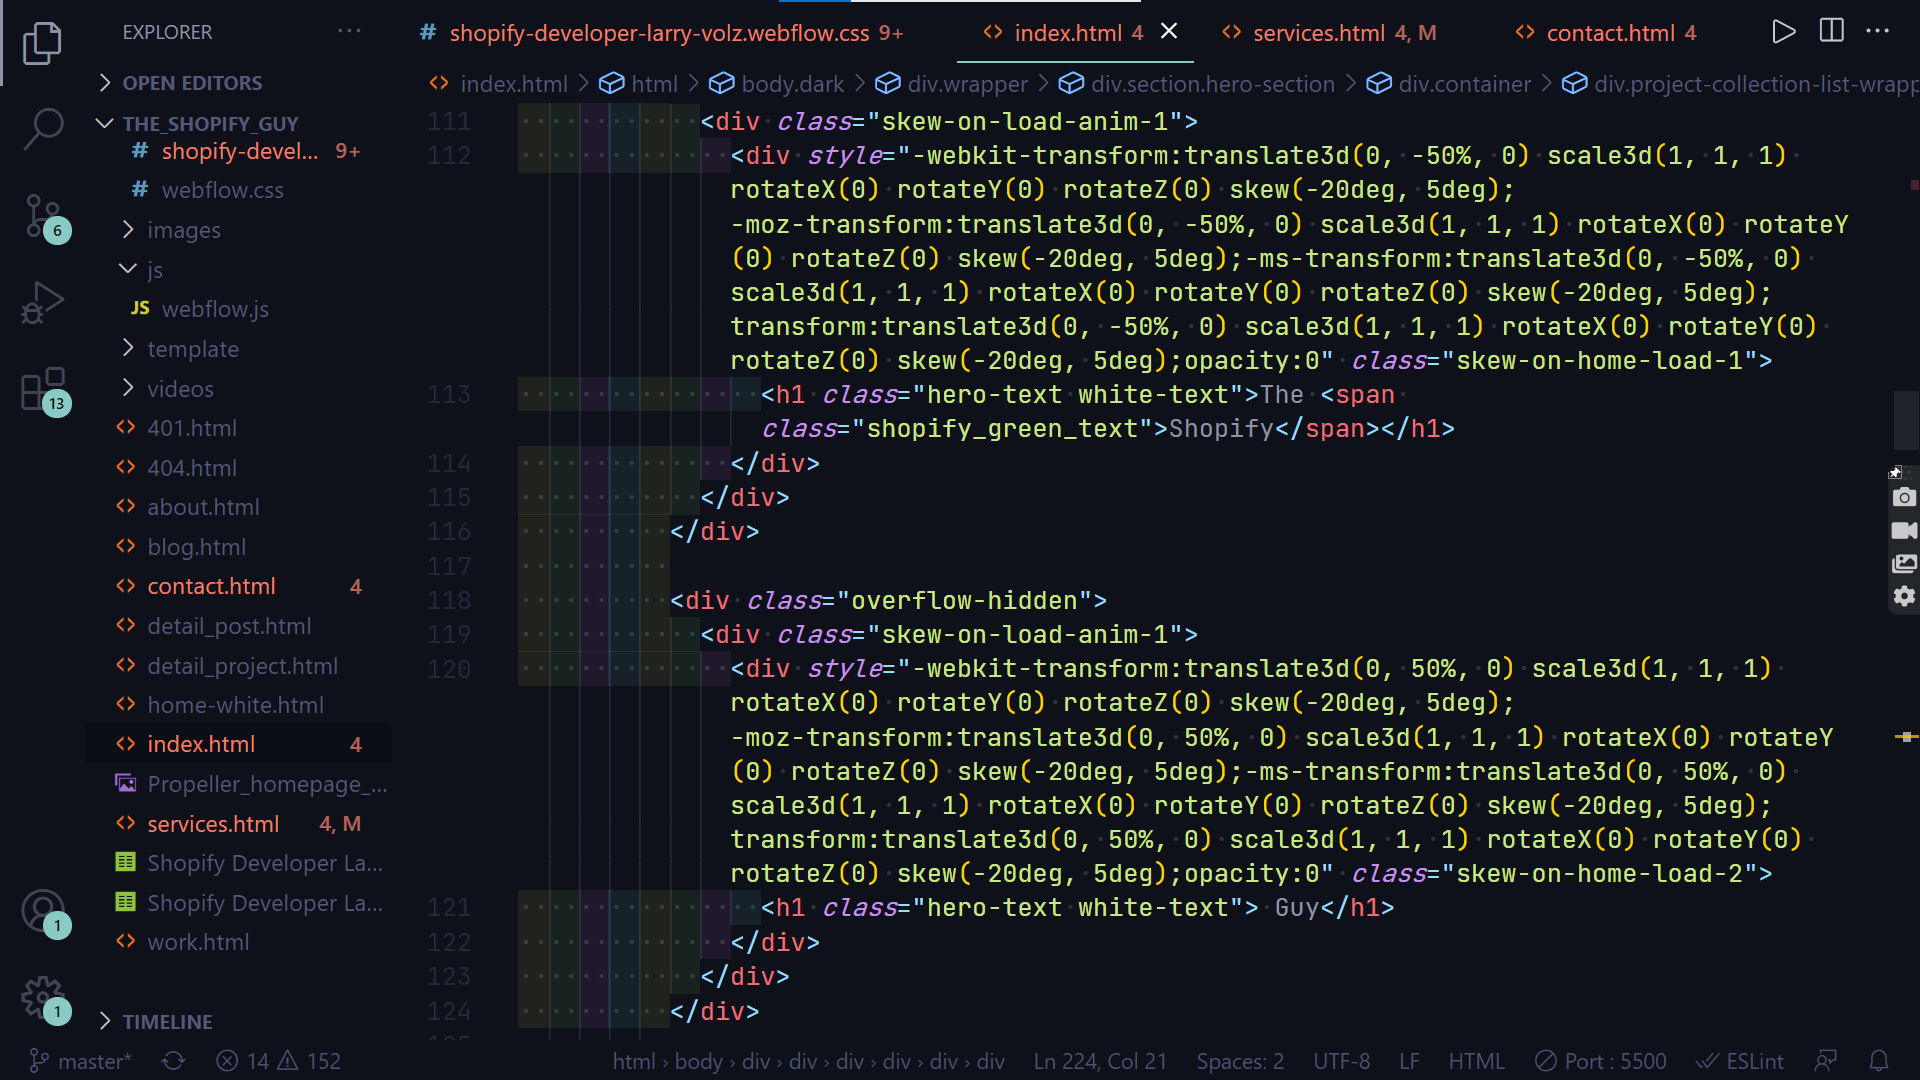 EXPLORER
OPEN EDITORS
THE_SHOPIFY_GUY
# shopify-devel... 9+
# webflow.css
images
js
JS webflow.js
template
videos
<> 401.html
<> 404.html
<> about.html
<> blog.html
<> contact.html 4
<> detail_post.html
<> detail_project.html
<> home-white.html
<> index.html 4
Propeller_homepage_...
<> services.html 4, M
Shopify Developer La...
Shopify Developer La...
<> work.html
TIMELINE
6
13
1
1
# shopify-developer-larry-volz.webflow.css 9+
<> index.html 4
<> services.html 4, M
<> contact.html 4
<> index.html > html > body.dark > div.wrapper > div.section.hero-section > div.container > div.project-collection-list-wrapp
111 <div class="skew-on-load-anim-1">
112 <div style="-webkit-transform:translate3d(0, -50%, 0) scale3d(1, 1, 1)
rotateX(0) rotateY(0) rotateZ(0) skew(-20deg, 5deg);
-moz-transform:translate3d(0, -50%, 0) scale3d(1, 1, 1) rotateX(0) rotateY
(0) rotateZ(0) skew(-20deg, 5deg);-ms-transform:translate3d(0, -50%, 0)
scale3d(1, 1, 1) rotateX(0) rotateY(0) rotateZ(0) skew(-20deg, 5deg);
transform:translate3d(0, -50%, 0) scale3d(1, 1, 1) rotateX(0) rotateY(0)
rotateZ(0) skew(-20deg, 5deg);opacity:0" class="skew-on-home-load-1">
113 <h1 class="hero-text white-text">The <span
class="shopify_green_text">Shopify</span></h1>
114 </div>
115 </div>
116 </div>
117
118 <div class="overflow-hidden">
119 <div class="skew-on-load-anim-1">
120 <div style="-webkit-transform:translate3d(0, 50%, 0) scale3d(1, 1, 1)
rotateX(0) rotateY(0) rotateZ(0) skew(-20deg, 5deg);
-moz-transform:translate3d(0, 50%, 0) scale3d(1, 1, 1) rotateX(0) rotateY
(0) rotateZ(0) skew(-20deg, 5deg);-ms-transform:translate3d(0, 50%, 0)
scale3d(1, 1, 1) rotateX(0) rotateY(0) rotateZ(0) skew(-20deg, 5deg);
transform:translate3d(0, 50%, 0) scale3d(1, 1, 1) rotateX(0) rotateY(0)
rotateZ(0) skew(-20deg, 5deg);opacity:0" class="skew-on-home-load-2">
121 <h1 class="hero-text white-text"> Guy</h1>
122 </div>
123 </div>
124 </div>
master* 14 152 html › body › div › div › div › div › div › div Ln 224, Col 21 Spaces: 2 UTF-8 LF HTML Port : 5500 ESLint